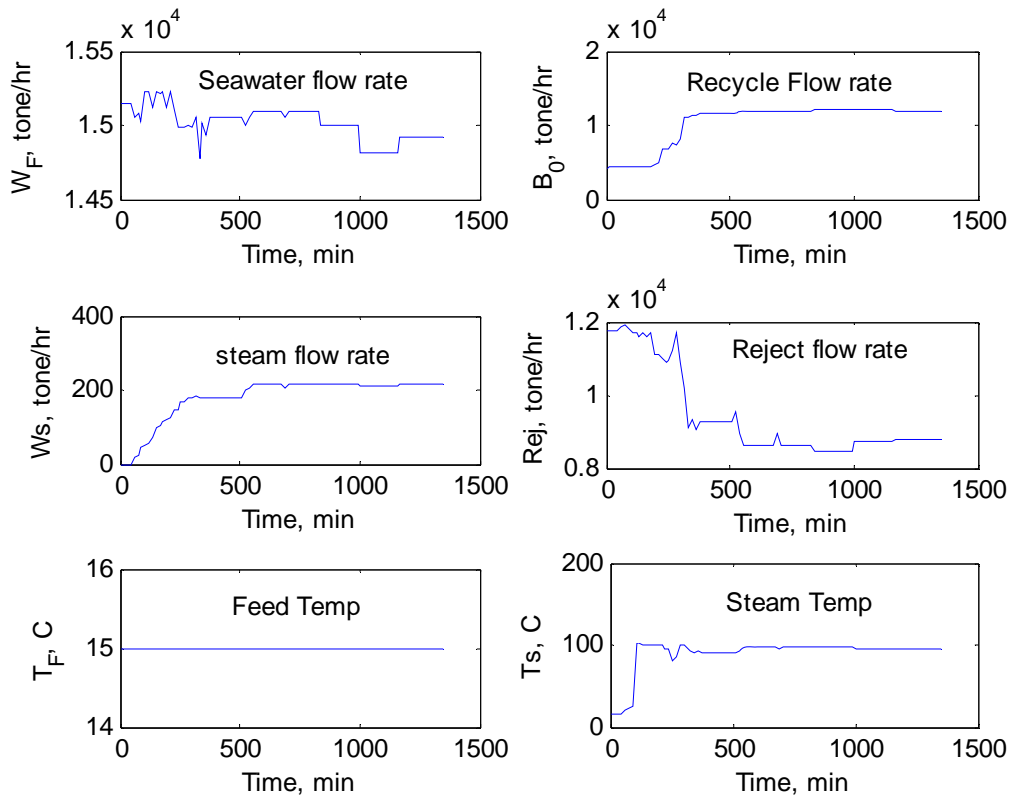 x 10^4
1.55
1.5
1.45
W_F, tone/hr
Seawater flow rate
0 500 1000 1500
Time, min
x 10^4
2
1
0
B_0, tone/hr
Recycle Flow rate
0 500 1000 1500
Time, min
400
200
0
Ws, tone/hr
steam flow rate
0 500 1000 1500
Time, min
x 10^4
1.2
1
0.8
Rej, tone/hr
Reject flow rate
0 500 1000 1500
Time, min
16
15
14
T_F, C
Feed Temp
0 500 1000 1500
Time, min
200
100
0
Ts, C
Steam Temp
0 500 1000 1500
Time, min